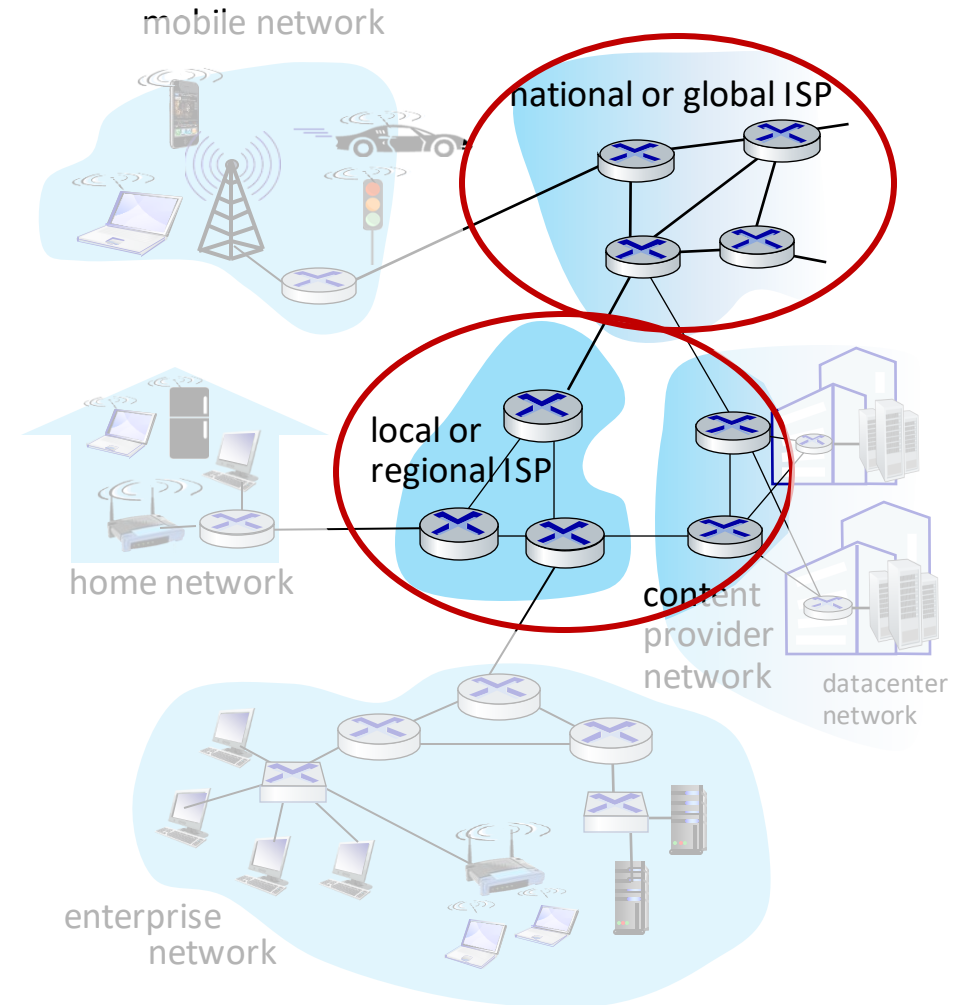 mobile network
national or global ISP
local or
regional ISP
home network
content
provider
network
datacenter
network
enterprise
network